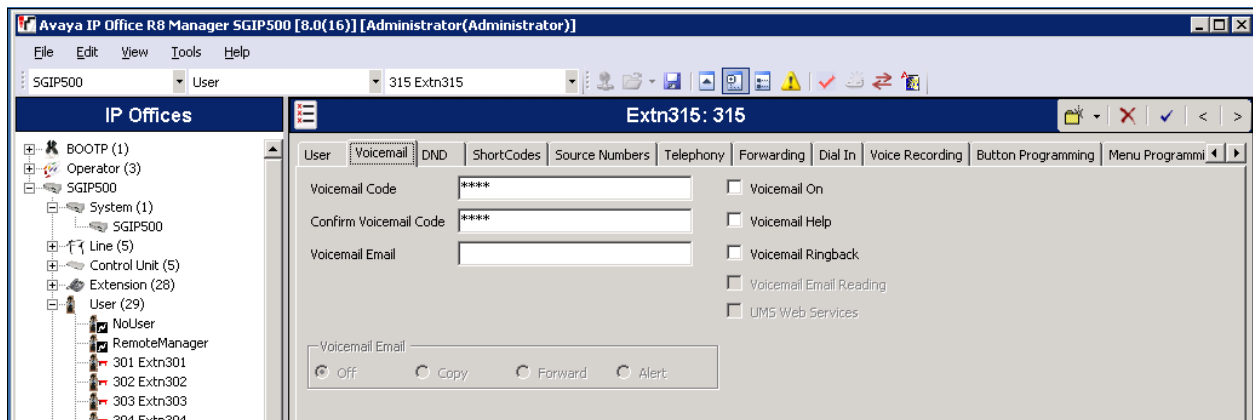 Avaya IP Office R8 Manager SGIP500 [8.0(16)] [Administrator(Administrator)]
File Edit View Tools Help
SGIP500 User 315 Extn315
IP Offices
BOOTP (1)
Operator (3)
SGIP500
System (1)
SGIP500
Line (5)
Control Unit (5)
Extension (28)
User (29)
NoUser
RemoteManager
301 Extn301
302 Extn302
303 Extn303
304 Extn304
Extn315: 315
User Voicemail DND ShortCodes Source Numbers Telephony Forwarding Dial In Voice Recording Button Programming Menu Programmi
Voicemail Code **** Voicemail On
Confirm Voicemail Code **** Voicemail Help
Voicemail Email Voicemail Ringback
Voicemail Email Reading
UMS Web Services
Voicemail Email
Off Copy Forward Alert